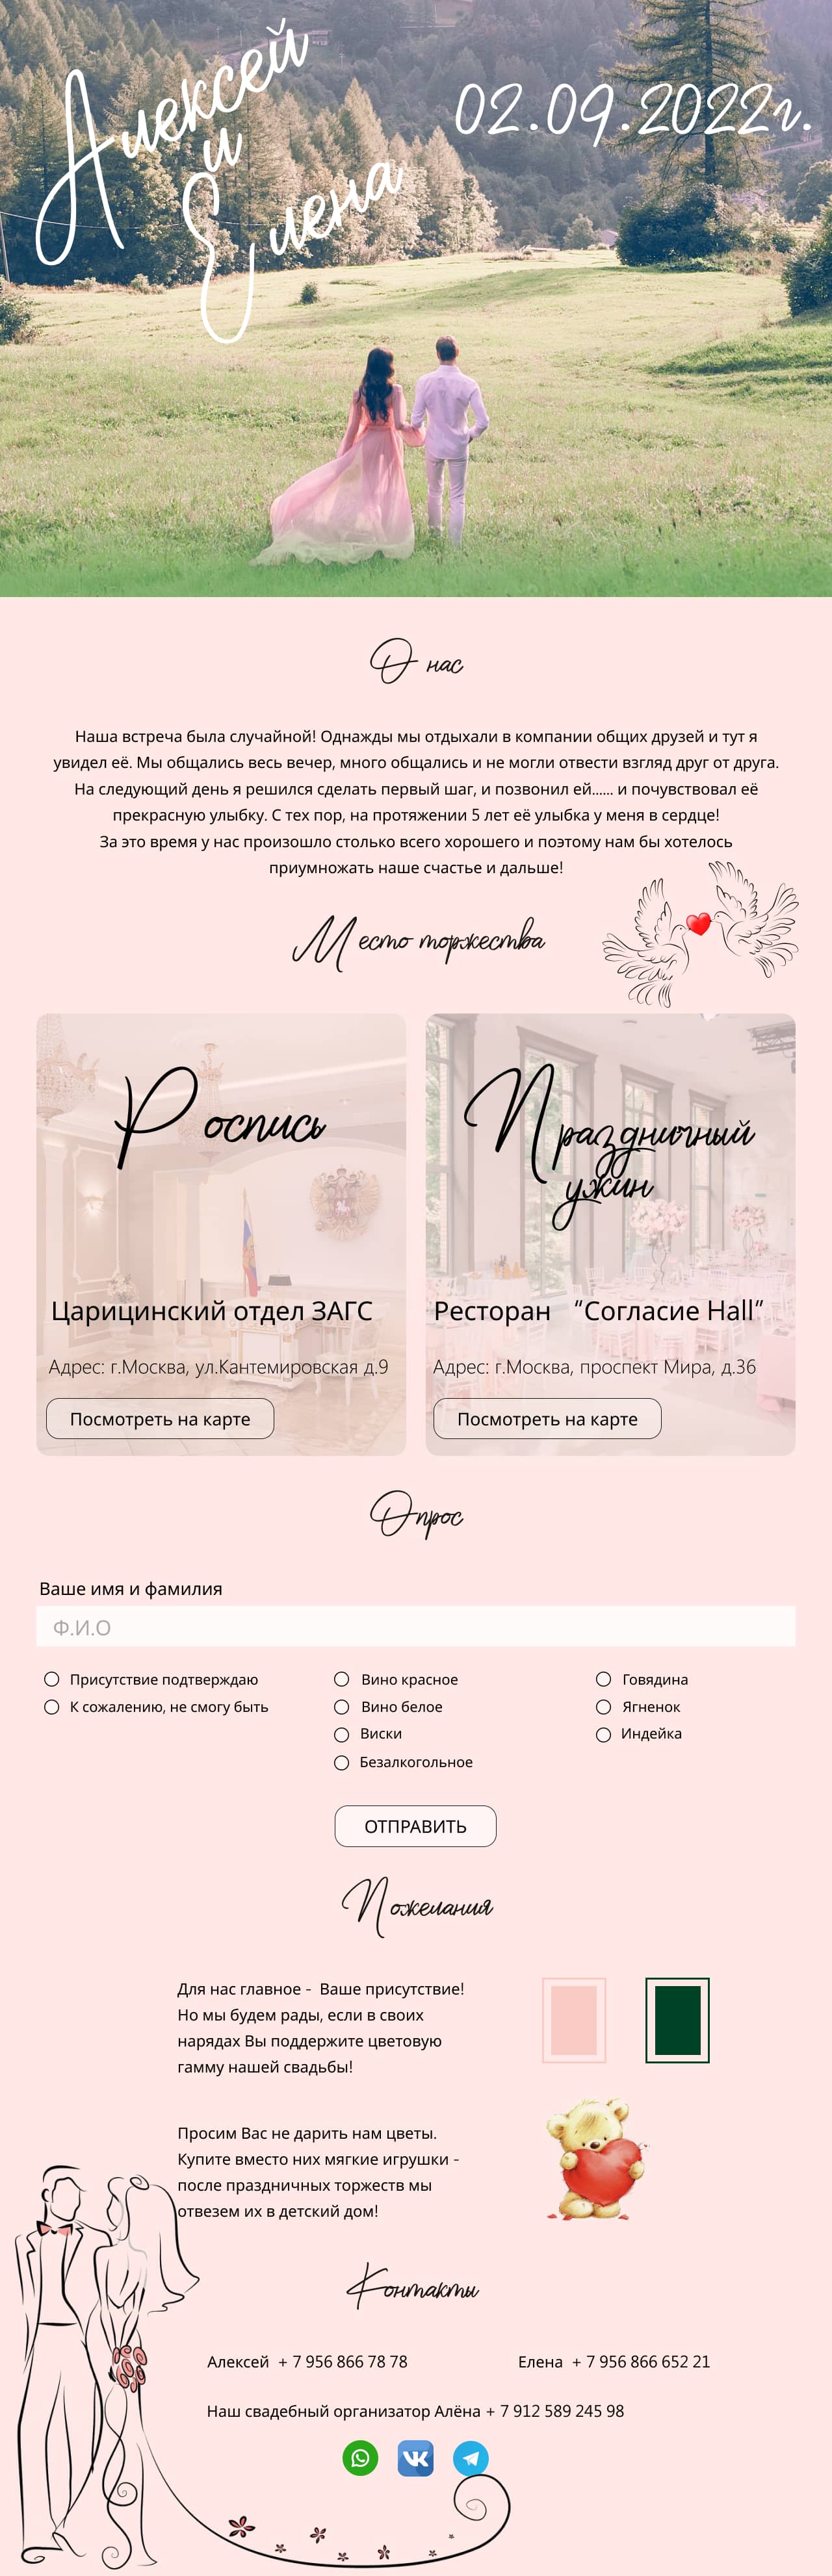 Алексей
и
Елена
02.09.2022г.
О нас
Наша встреча была случайной! Однажды мы отдыхали в компании общих друзей и тут я
увидел её. Мы общались весь вечер, много общались и не могли отвести взгляд друг от друга.
На следующий день я решился сделать первый шаг, и позвонил ей...... и почувствовал её
прекрасную улыбку. С тех пор, на протяжении 5 лет её улыбка у меня в сердце!
За это время у нас произошло столько всего хорошего и поэтому нам бы хотелось
приумножать наше счастье и дальше!
Место торжества
Роспись
Царицинский отдел ЗАГС
Адрес: г.Москва, ул.Кантемировская д.9
Посмотреть на карте
Праздничный
ужин
Ресторан "Согласие Hall"
Адрес: г.Москва, проспект Мира, д.36
Посмотреть на карте
Опрос
Ваше имя и фамилия
Ф.И.О
Присутствие подтверждаю
К сожалению, не смогу быть
Вино красное
Вино белое
Виски
Безалкогольное
Говядина
Ягненок
Индейка
ОТПРАВИТЬ
Пожелания
Для нас главное - Ваше присутствие!
Но мы будем рады, если в своих
нарядах Вы поддержите цветовую
гамму нашей свадьбы!
Просим Вас не дарить нам цветы.
Купите вместо них мягкие игрушки -
после праздничных торжеств мы
отвезем их в детский дом!
Контакты
Алексей + 7 956 866 78 78
Елена + 7 956 866 652 21
Наш свадебный организатор Алёна + 7 912 589 245 98
VK